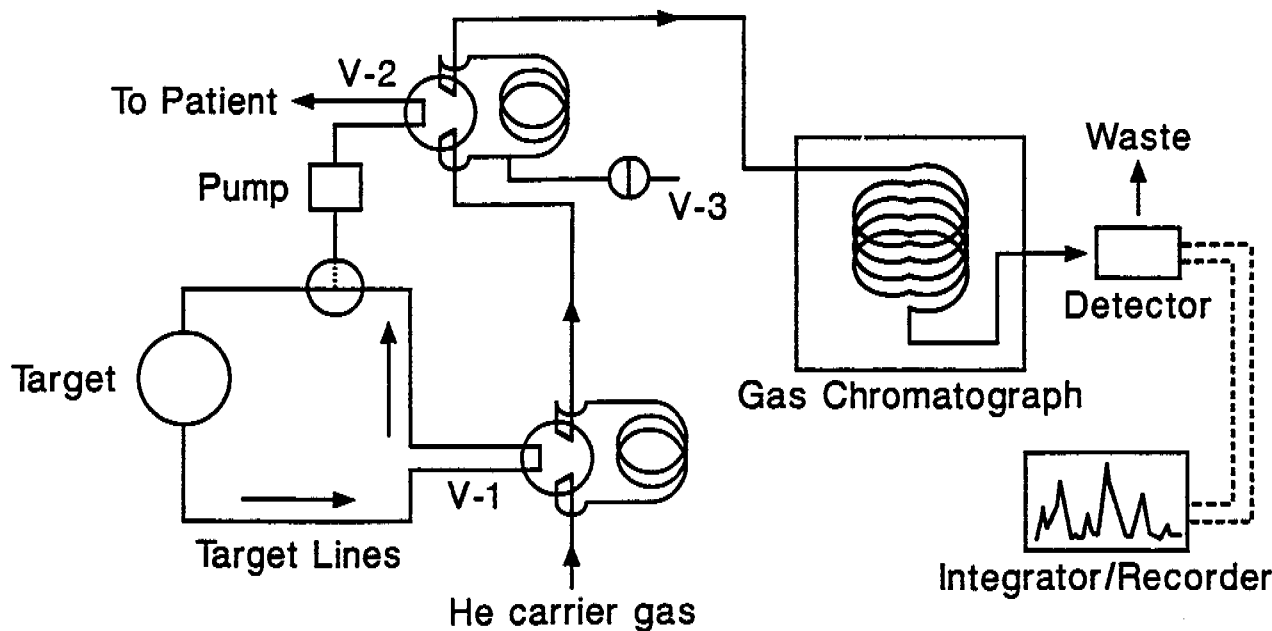 V-2
To Patient
Pump
V-3
Waste
Detector
Target
Gas Chromatograph
V-1
Target Lines
He carrier gas
Integrator/Recorder